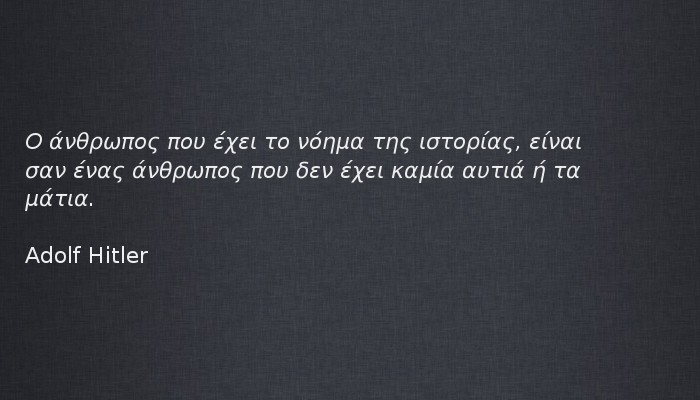 Ο άνθρωπος που έχει το νόημα της ιστορίας, είναι
σαν ένας άνθρωπος που δεν έχει καμία αυτιά ή τα
μάτια.
Adolf Hitler